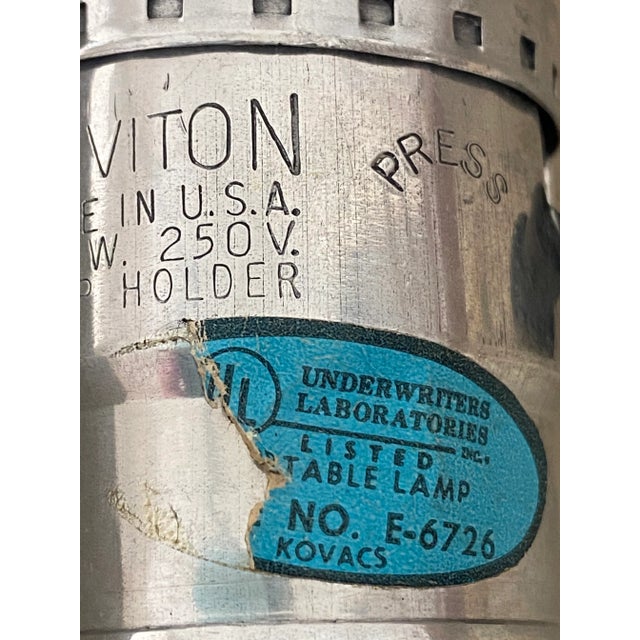 VITON
E IN U.S.A.
W. 250V.
P HOLDER
PRESS
UL
UNDERWRITERS
LABORATORIES
INC.®
LISTED
TABLE LAMP
NO. E-6726
KOVACS